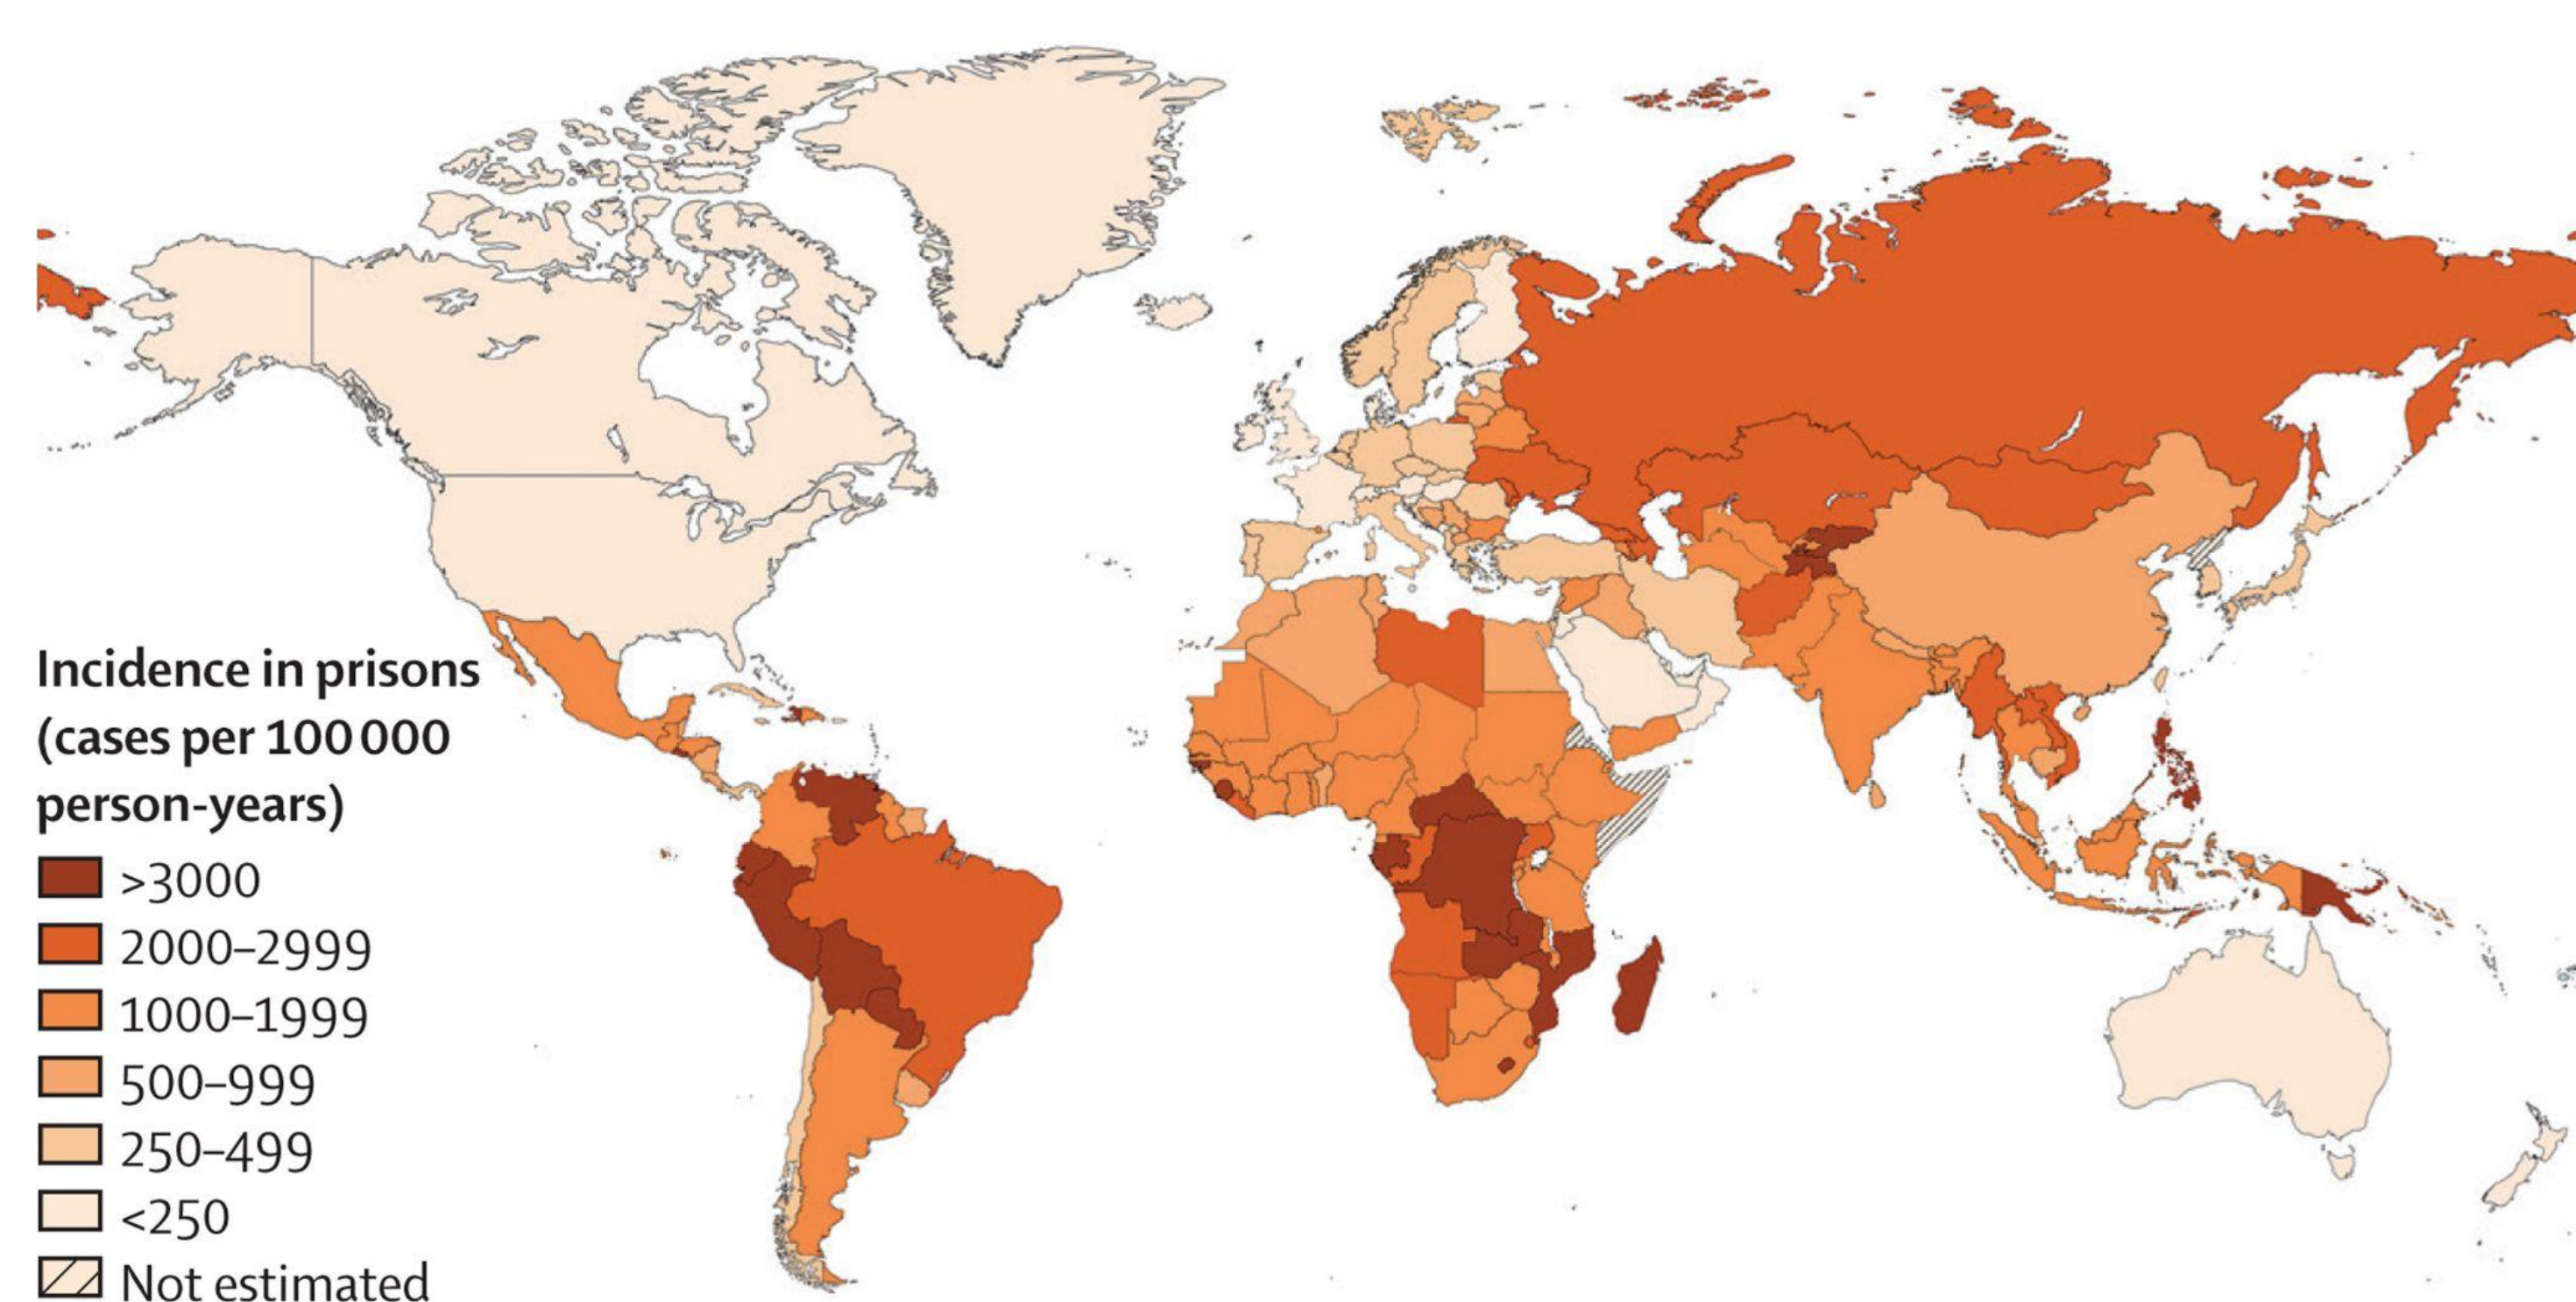 Incidence in prisons
(cases per 100 000
person-years)
>3000
2000–2999
1000–1999
500–999
250–499
<250
Not estimated